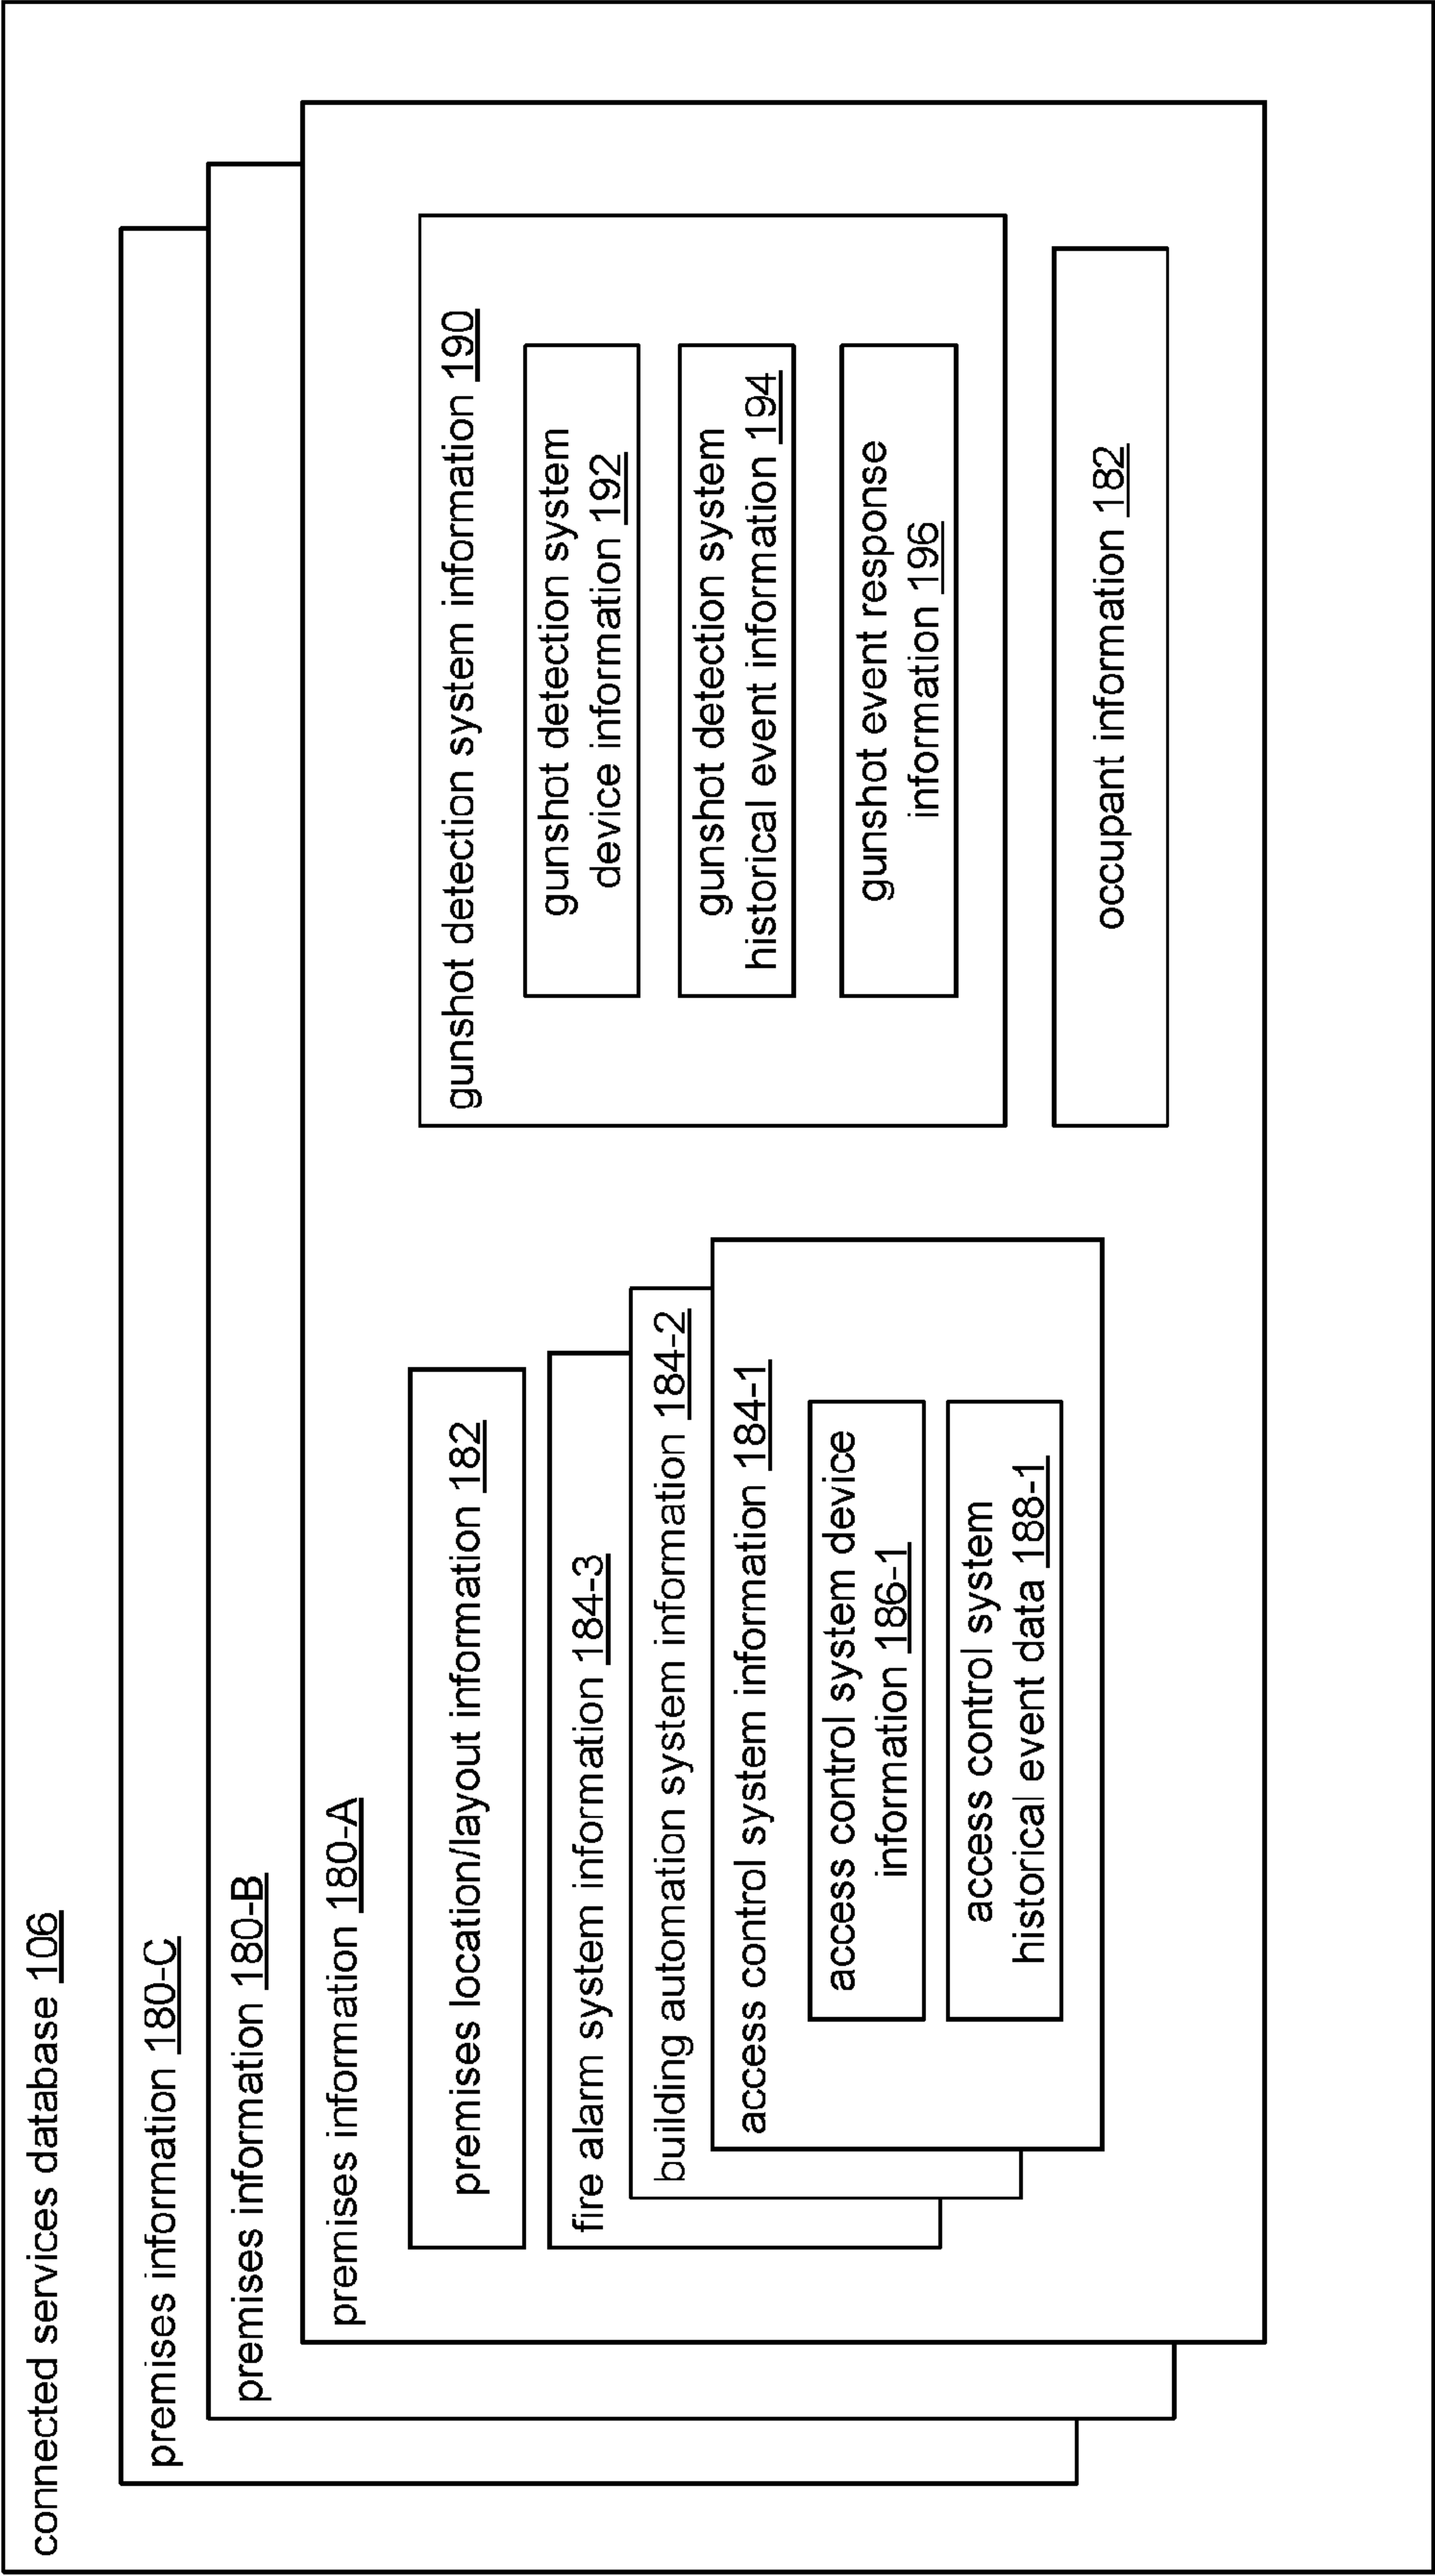 connected services database 106
premises information 180-C
premises information 180-B
premises information 180-A
premises location/layout information 182
fire alarm system information 184-3
building automation system information 184-2
access control system information 184-1
access control system device
information 186-1
access control system
historical event data 188-1
gunshot detection system information 190
gunshot detection system
device information 192
gunshot detection system
historical event information 194
gunshot event response
information 196
occupant information 182